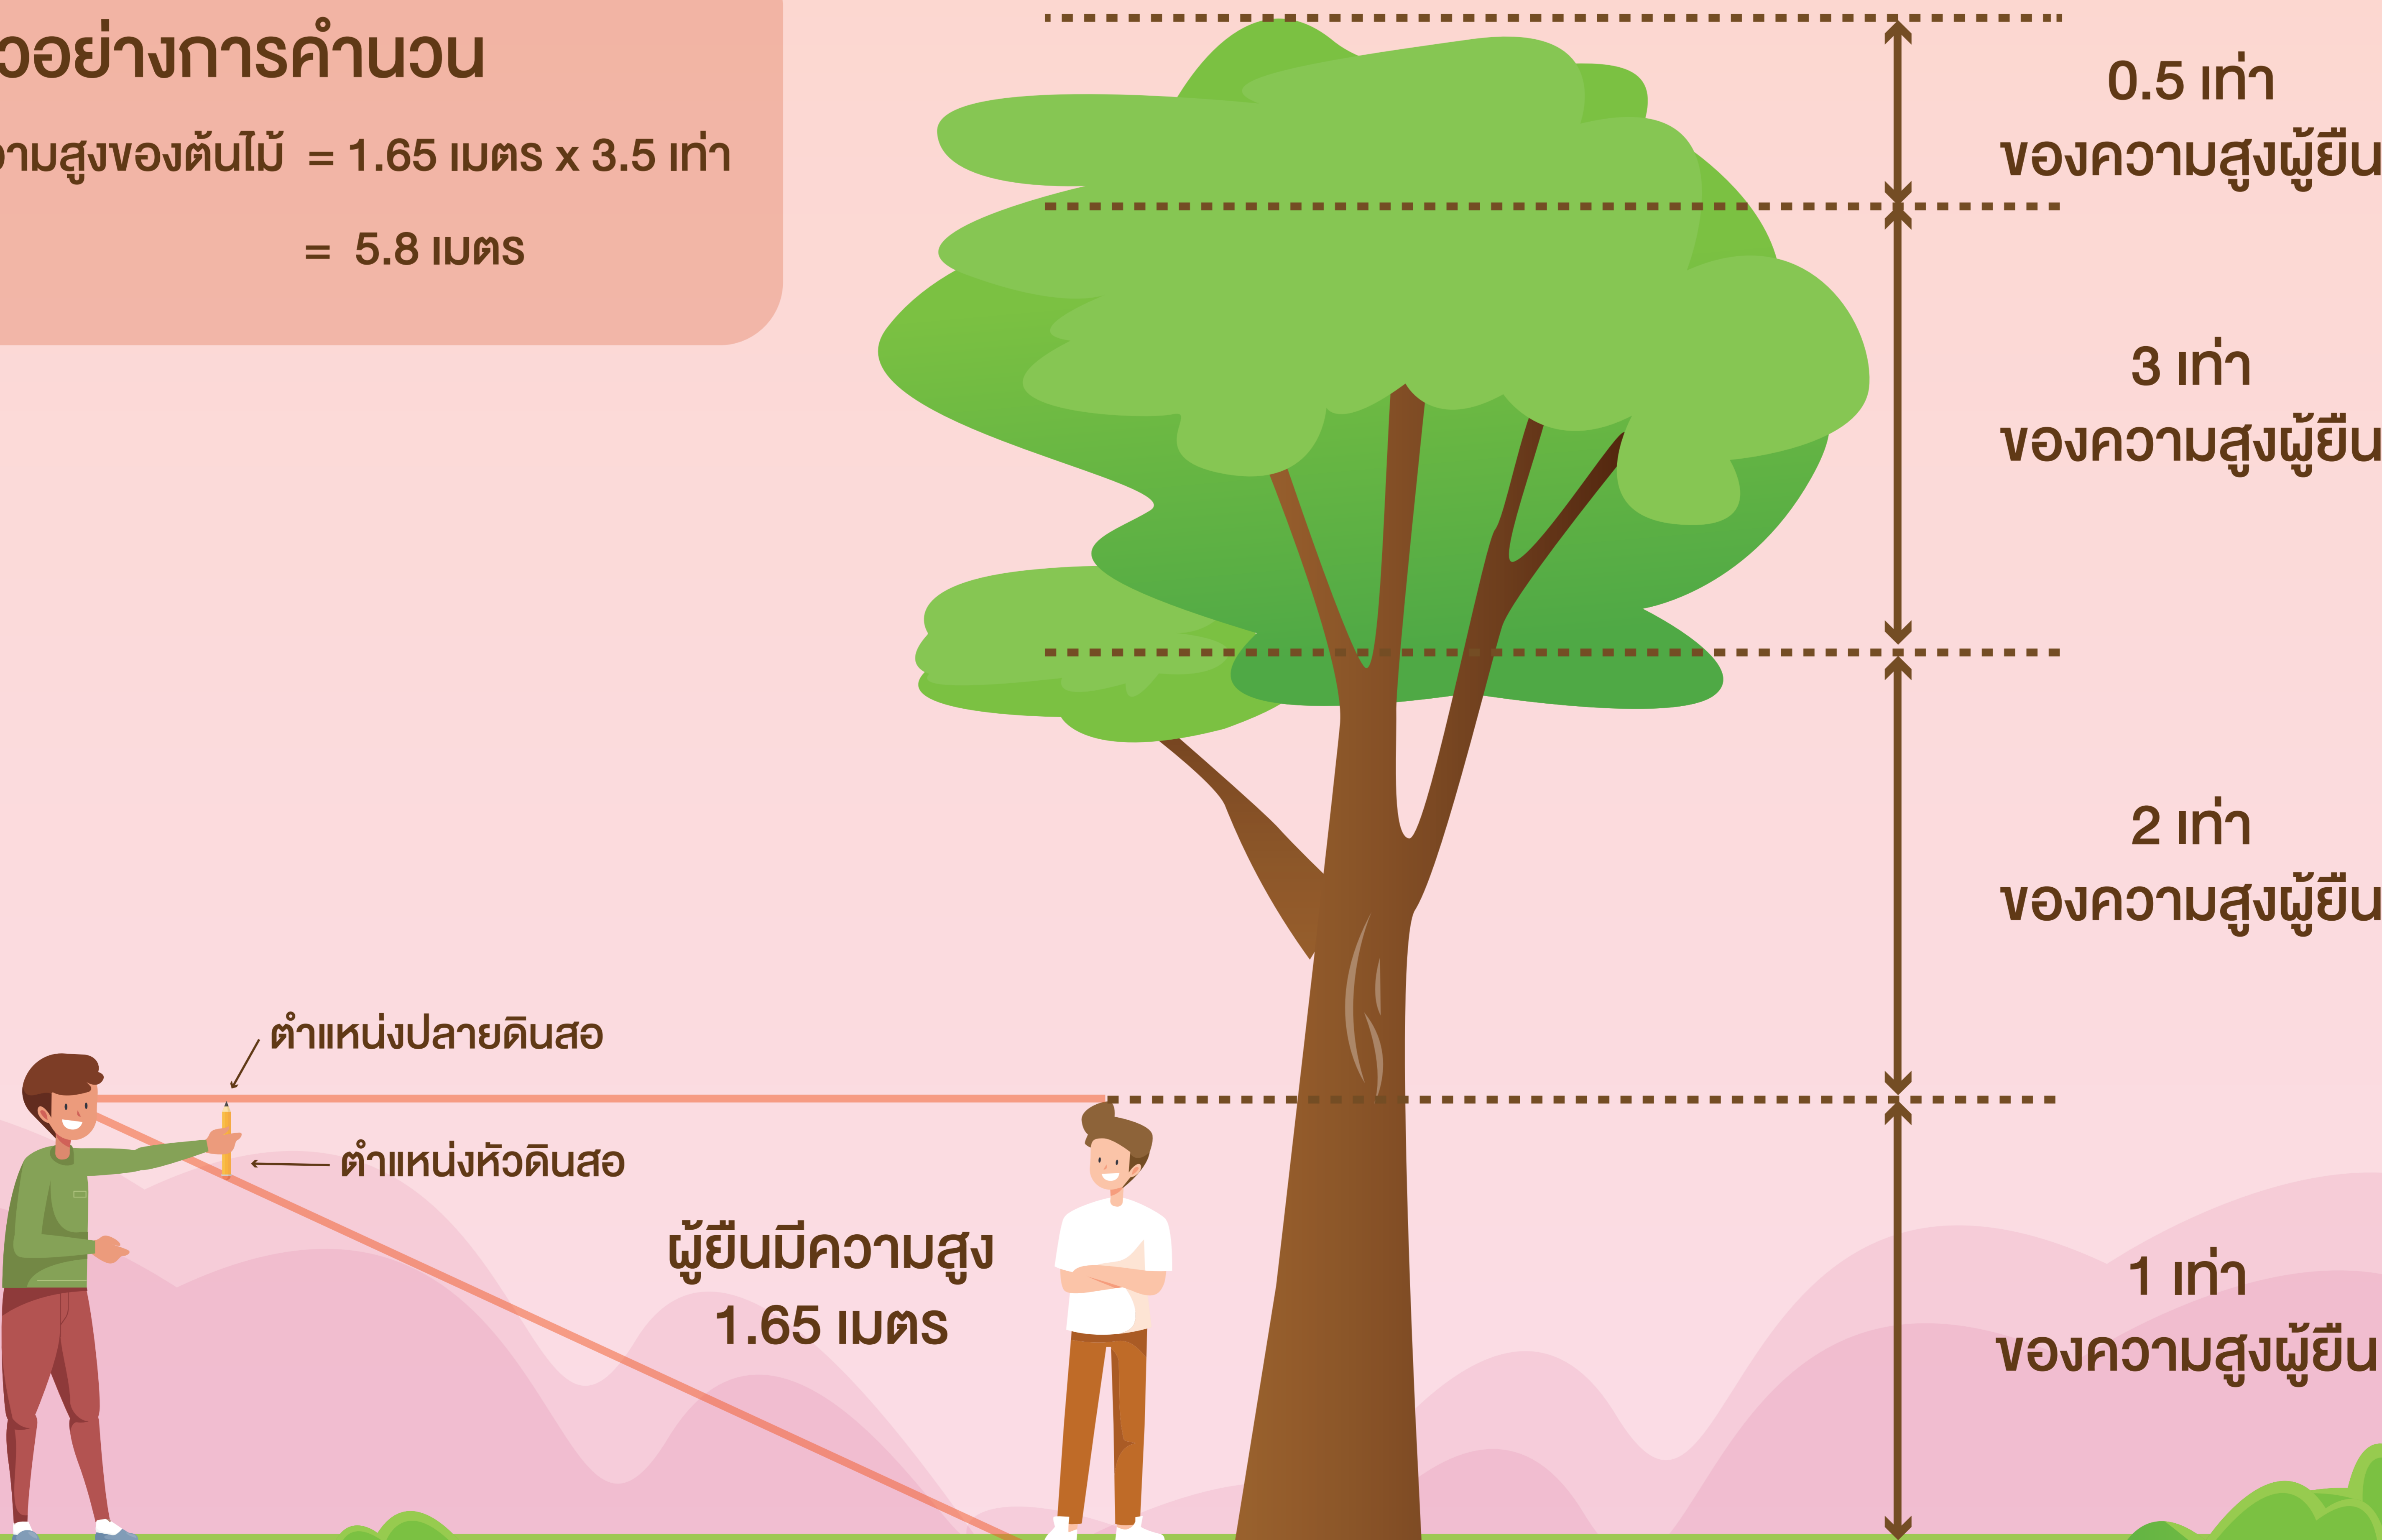 วอย่างการคำนวน
วามสูงของต้นไม้ = 1.65 เมตร x 3.5 เท่า
= 5.8 เมตร
0.5 เท่า
ของความสูงผู้ยืน
3 เท่า
ของความสูงผู้ยืน
2 เท่า
ของความสูงผู้ยืน
ตำแหน่งปลายดินสอ
ตำแหน่งหัวดินสอ
ผู้ยืนมีความสูง
1.65 เมตร
1 เท่า
ของความสูงผู้ยืน